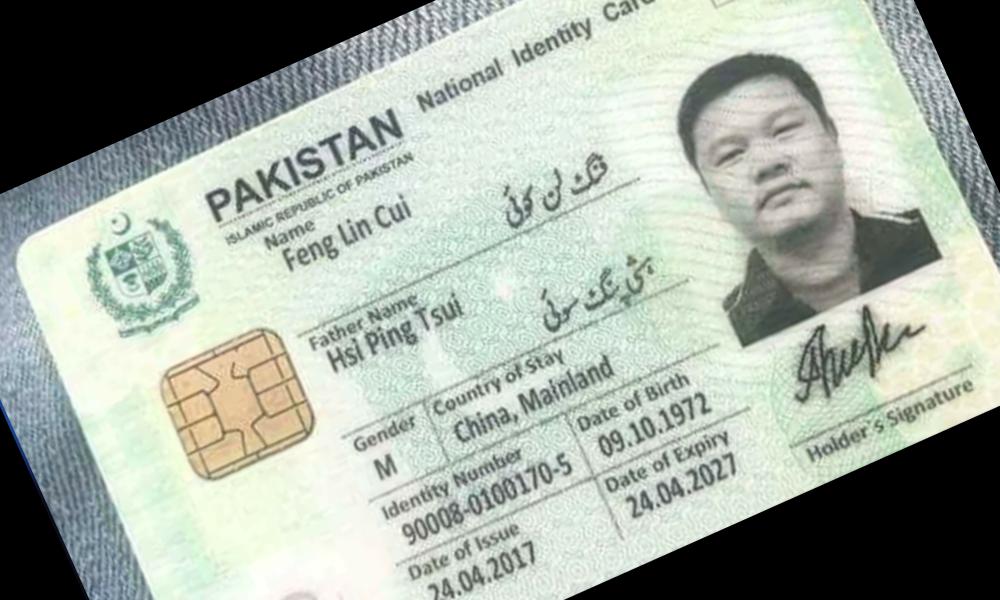 PAKISTAN National Identity Card
ISLAMIC REPUBLIC OF PAKISTAN
Name
Feng Lin Cui
فنگ لن کوئی
Father Name
Hsi Ping Tsui
ہشی پنگ سوئی
Gender
M
Country of Stay
China, Mainland
Identity Number
90008-0100170-5
Date of Birth
09.10.1972
Date of Issue
24.04.2017
Date of Expiry
24.04.2027
Holder's Signature